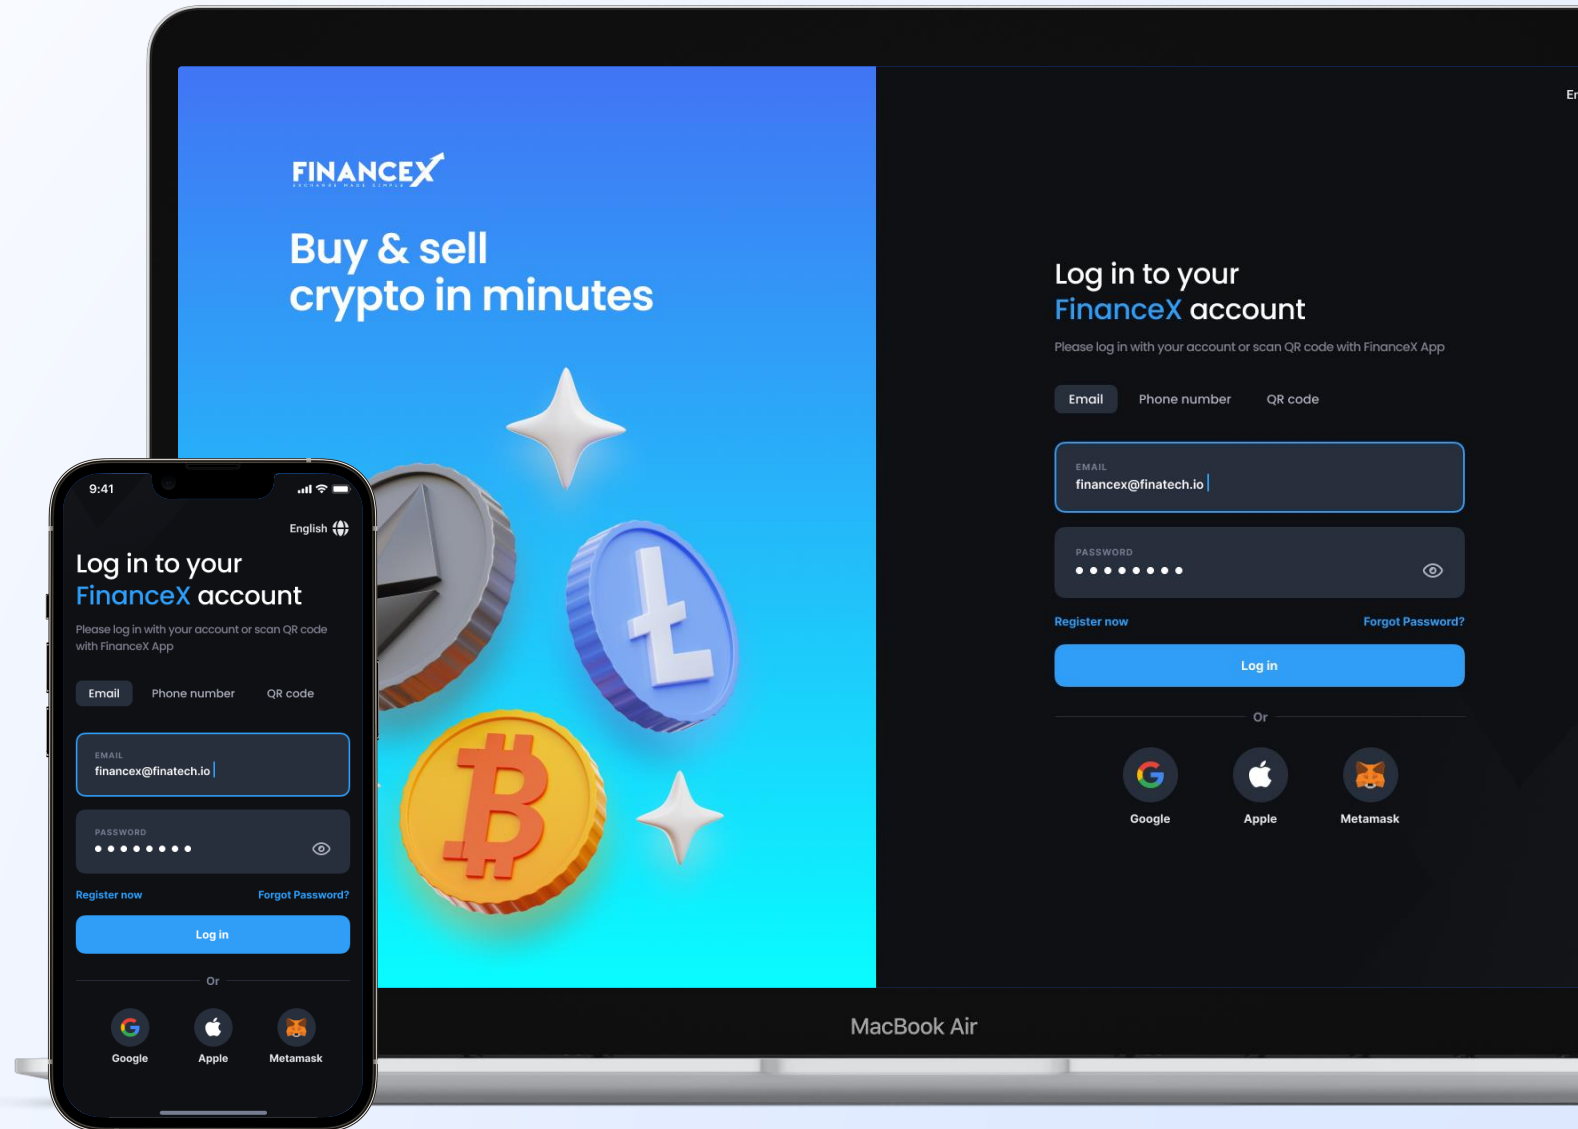 FINANCEX
EXCHANGE MADE SIMPLE
Buy & sell
crypto in minutes
Log in to your
FinanceX account
Please log in with your account or scan QR code with FinanceX App
Email Phone number QR code
EMAIL
financex@finatech.io
PASSWORD
Register now Forgot Password?
Log in
Or
Google Apple Metamask
MacBook Air
9:41
English
Log in to your
FinanceX account
Please log in with your account or scan QR code
with FinanceX App
Email Phone number QR code
EMAIL
financex@finatech.io
PASSWORD
Register now Forgot Password?
Log in
Or
Google Apple Metamask